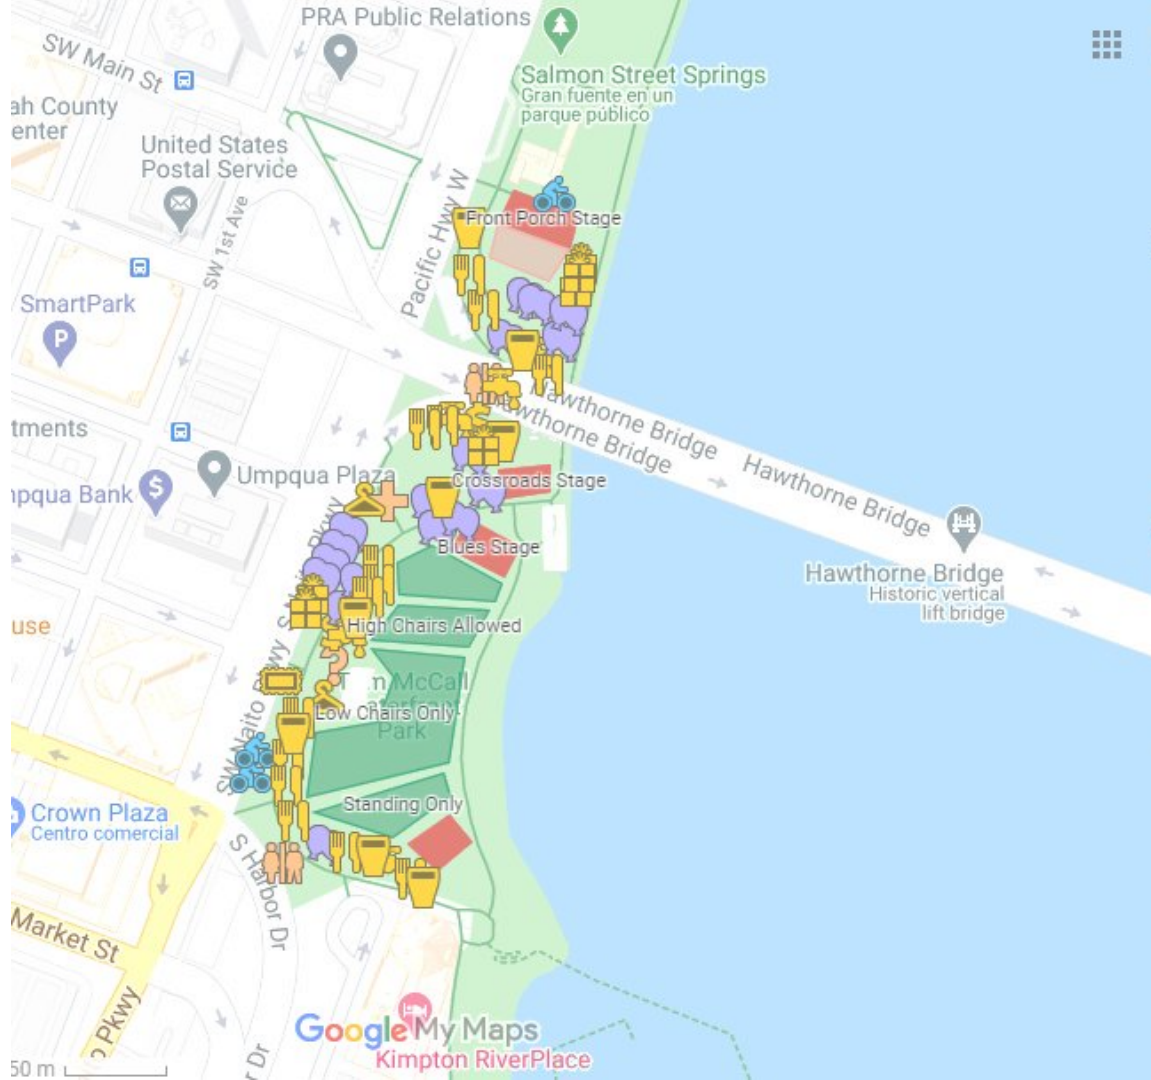 PRA Public Relations
SW Main St
Salmon Street Springs
Gran fuente en un
parque público
ah County
enter
United States
Postal Service
Pacific Hwy W
SW 1st Ave
Front Porch Stage
SmartPark
P
Hawthorne Bridge
Hawthorne Bridge
Hawthorne Bridge
tments
Umpqua Plaza
mpqua Bank
$
Crossroads Stage
Blues Stage
Hawthorne Bridge
Historic vertical
lift bridge
use
High Chairs Allowed
?
Low Chairs Only
Park
SW Naito Pkwy
Standing Only
Crown Plaza
Centro comercial
S Harbor Dr
Market St
Google My Maps
Kimpton RiverPlace
o Pkwy
r Dr
50 m